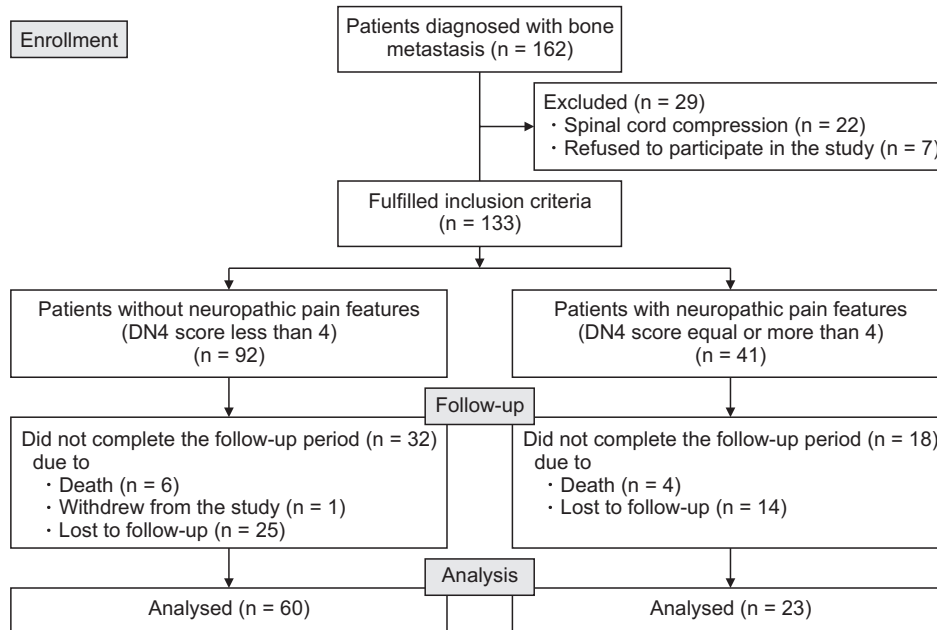 Enrollment
Patients diagnosed with bone
metastasis (n = 162)
Excluded (n = 29)
· Spinal cord compression (n = 22)
· Refused to participate in the study (n = 7)
Fulfilled inclusion criteria
(n = 133)
Patients without neuropathic pain features
(DN4 score less than 4)
(n = 92)
Patients with neuropathic pain features
(DN4 score equal or more than 4)
(n = 41)
Follow-up
Did not complete the follow-up period (n = 32)
due to
· Death (n = 6)
· Withdrew from the study (n = 1)
· Lost to follow-up (n = 25)
Did not complete the follow-up period (n = 18)
due to
· Death (n = 4)
· Lost to follow-up (n = 14)
Analysis
Analysed (n = 60)
Analysed (n = 23)